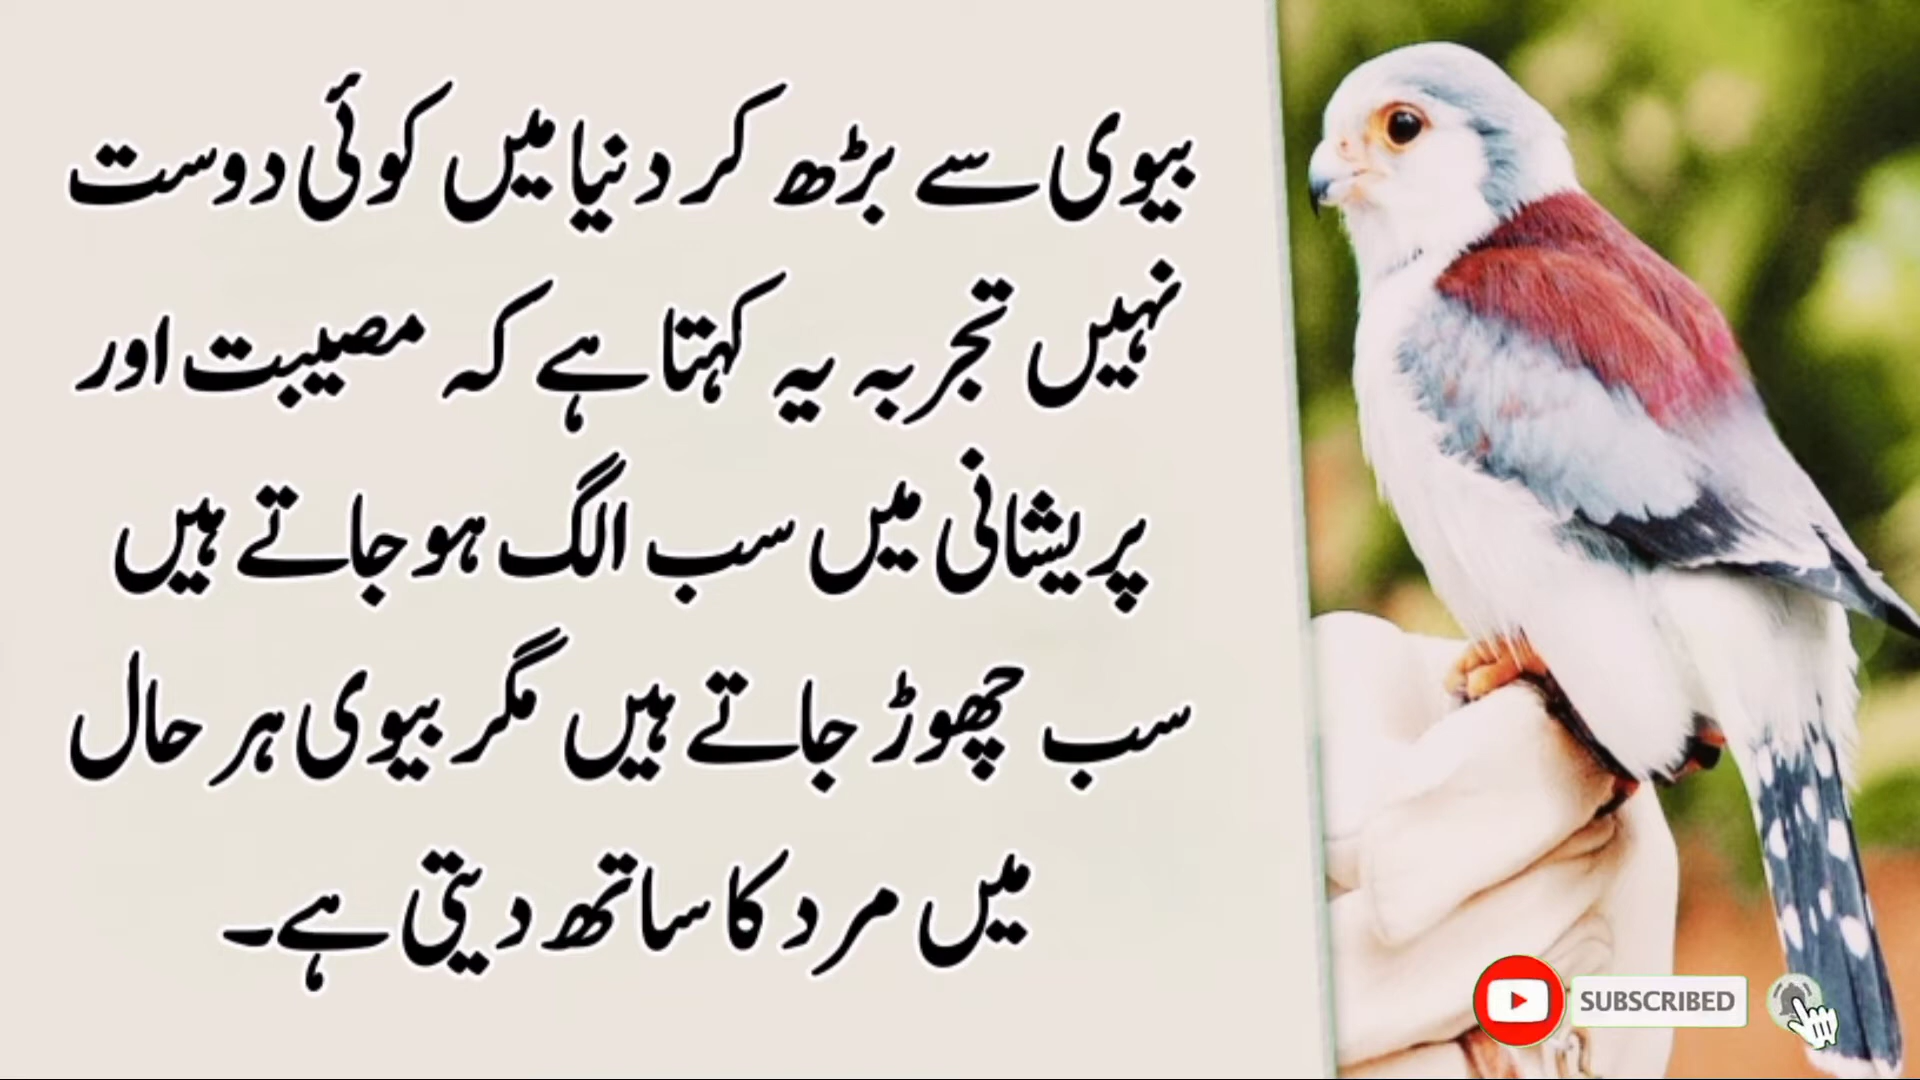 بیوی سے بڑھ کر دنیا میں کوئی دوست
نہیں تجربہ یہ کہتا ہے کہ مصیبت اور
پریشانی میں سب الگ ہو جاتے ہیں
سب چھوڑ جاتے ہیں مگر بیوی ہر حال
میں مرد کا ساتھ دیتی ہے۔
SUBSCRIBED